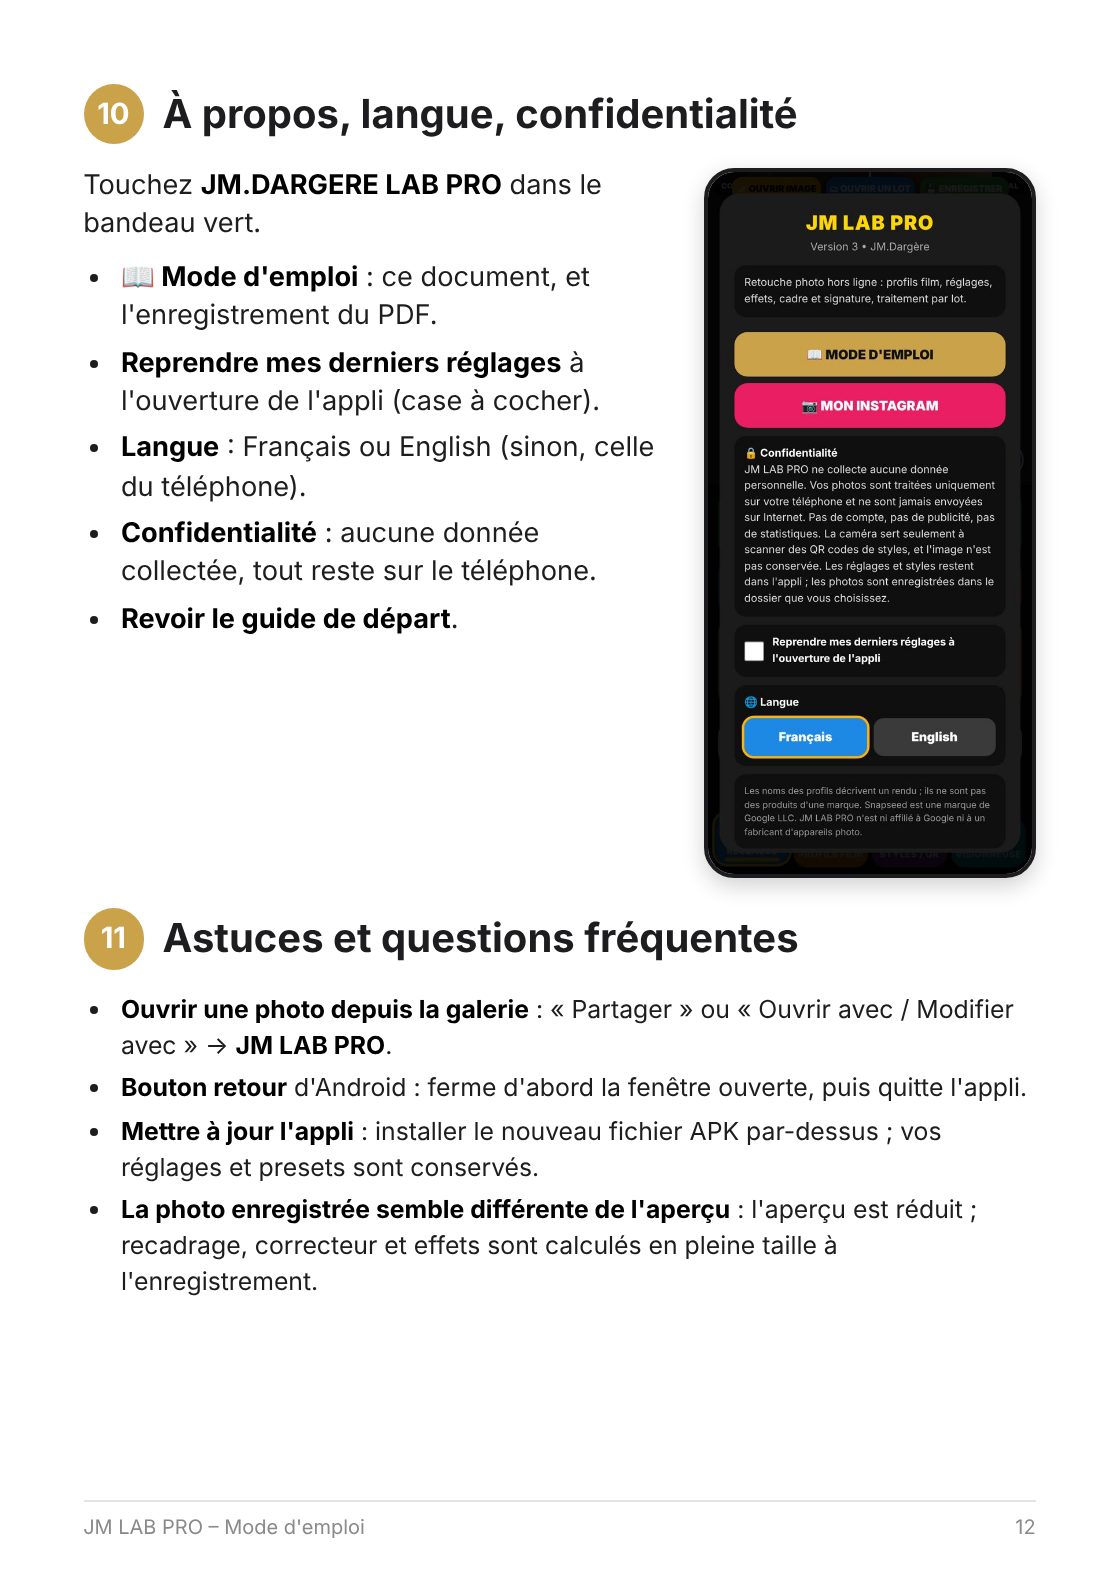 10 À propos, langue, confidentialité
Touchez JM.DARGERE LAB PRO dans le
bandeau vert.
• 📖 Mode d'emploi : ce document, et
l'enregistrement du PDF.
• Reprendre mes derniers réglages à
l'ouverture de l'appli (case à cocher).
• Langue : Français ou English (sinon, celle
du téléphone).
• Confidentialité : aucune donnée
collectée, tout reste sur le téléphone.
• Revoir le guide de départ.
OUVRIR IMAGE
OUVRIR UN LOT
ENREGISTRER
JM LAB PRO
Version 3 • JM.Dargère
Retouche photo hors ligne : profils film, réglages,
effets, cadre et signature, traitement par lot.
📖 MODE D'EMPLOI
📷 MON INSTAGRAM
🔒 Confidentialité
JM LAB PRO ne collecte aucune donnée
personnelle. Vos photos sont traitées uniquement
sur votre téléphone et ne sont jamais envoyées
sur Internet. Pas de compte, pas de publicité, pas
de statistiques. La caméra sert seulement à
scanner des QR codes de styles, et l'image n'est
pas conservée. Les réglages et styles restent
dans l'appli ; les photos sont enregistrées dans le
dossier que vous choisissez.
Reprendre mes derniers réglages à
l'ouverture de l'appli
🌐 Langue
Français
English
Les noms des profils décrivent un rendu ; ils ne sont pas
des produits d'une marque. Snapseed est une marque de
Google LLC. JM LAB PRO n'est ni affilié à Google ni à un
fabricant d'appareils photo.
11 Astuces et questions fréquentes
• Ouvrir une photo depuis la galerie : « Partager » ou « Ouvrir avec / Modifier
avec » → JM LAB PRO.
• Bouton retour d'Android : ferme d'abord la fenêtre ouverte, puis quitte l'appli.
• Mettre à jour l'appli : installer le nouveau fichier APK par-dessus ; vos
réglages et presets sont conservés.
• La photo enregistrée semble différente de l'aperçu : l'aperçu est réduit ;
recadrage, correcteur et effets sont calculés en pleine taille à
l'enregistrement.
JM LAB PRO – Mode d'emploi
12